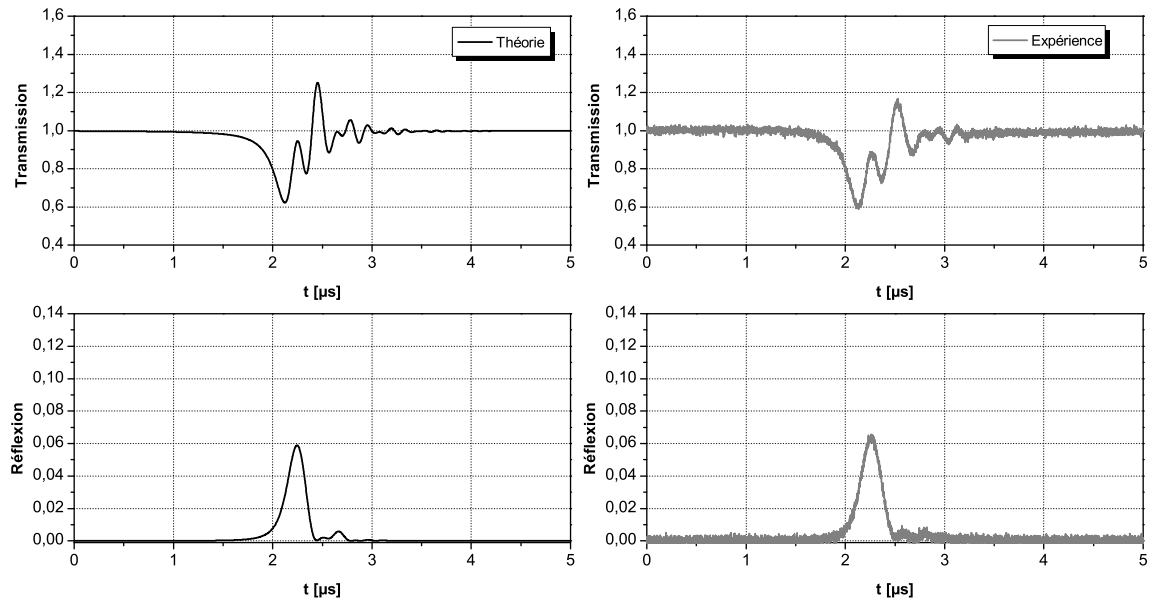 1,6
1,4
1,2
1,0
0,8
0,6
0,4
Transmission
Théorie
0 1 2 3 4 5
t [µs]
1,6
1,4
1,2
1,0
0,8
0,6
0,4
Transmission
Expérience
0 1 2 3 4 5
t [µs]
0,14
0,12
0,10
0,08
0,06
0,04
0,02
0,00
Réflexion
0 1 2 3 4 5
t [µs]
0,14
0,12
0,10
0,08
0,06
0,04
0,02
0,00
Réflexion
0 1 2 3 4 5
t [µs]